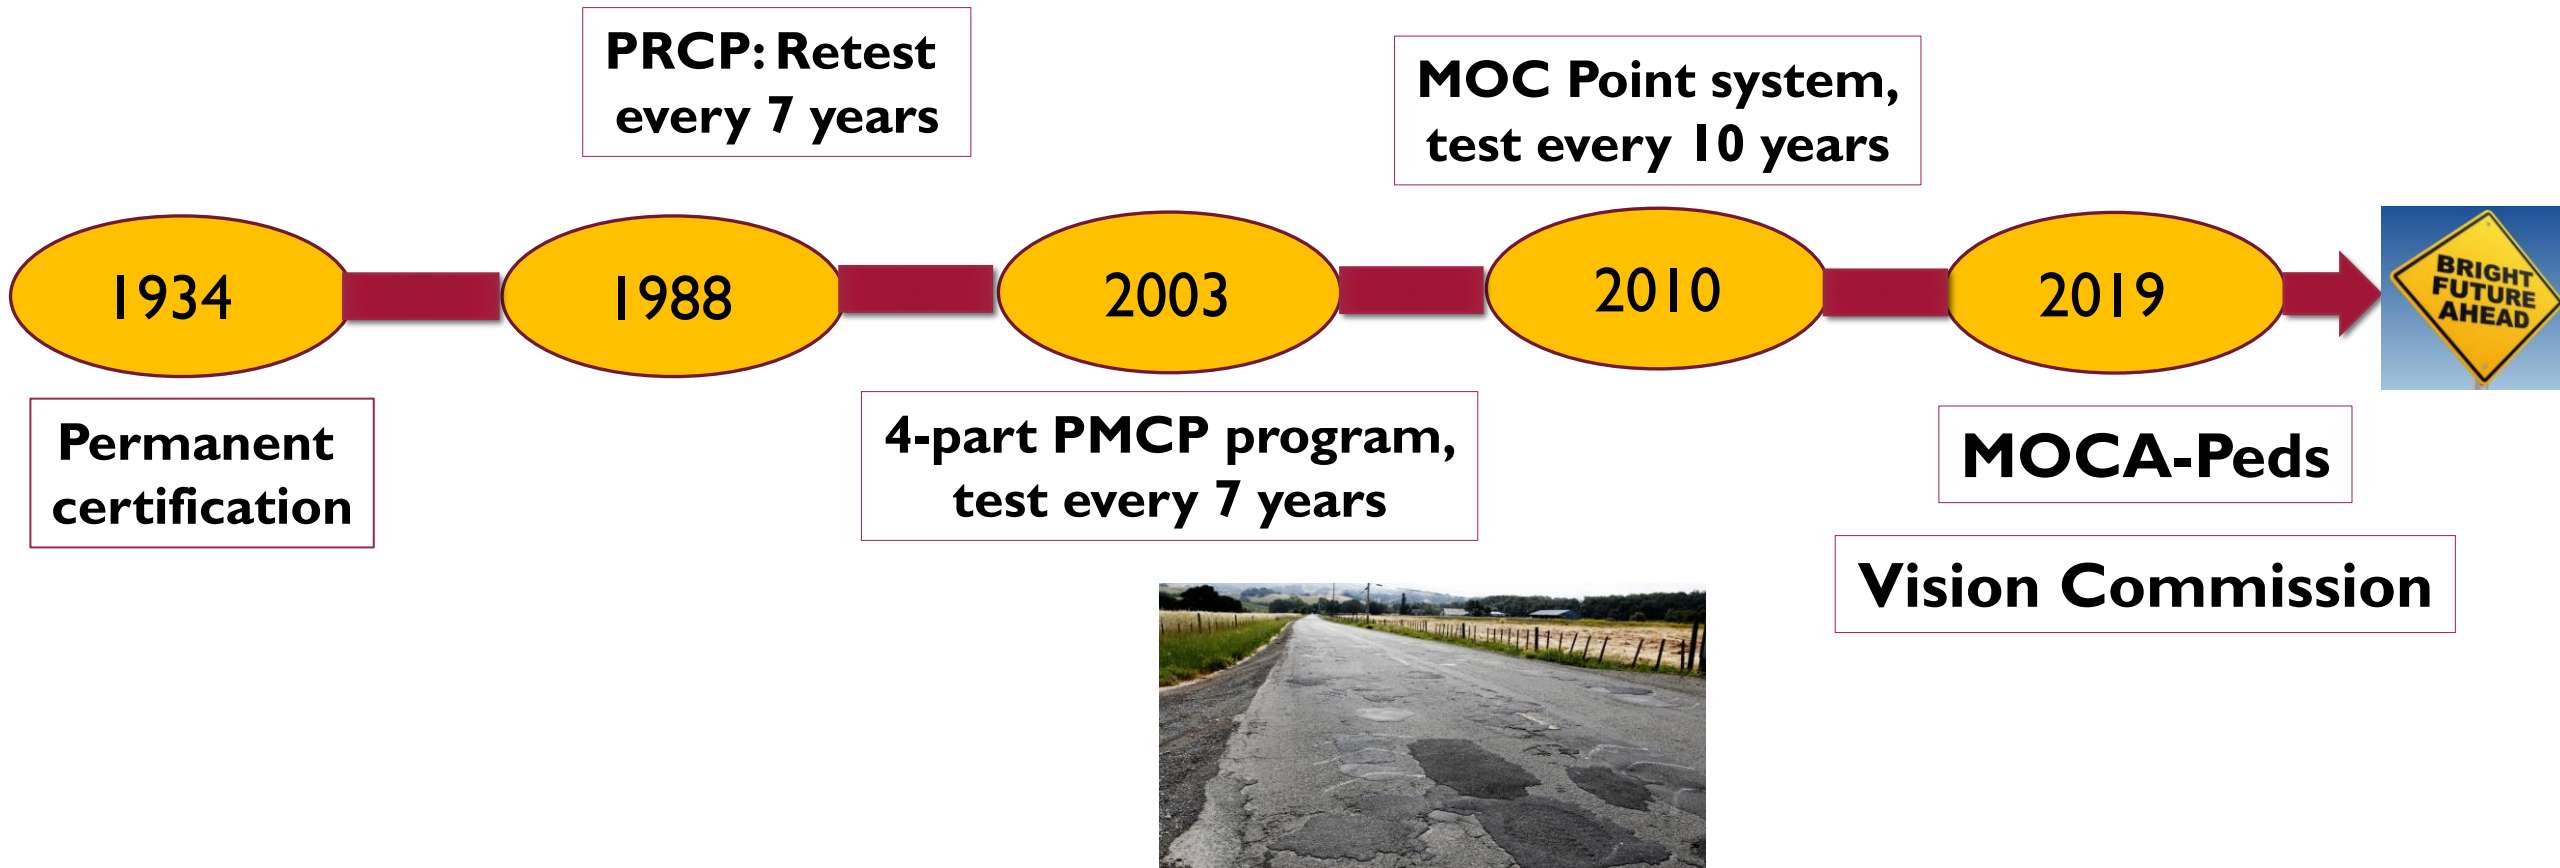 PRCP: Retest
every 7 years
MOC Point system,
test every 10 years
1934
1988
2003
2010
2019
BRIGHT
FUTURE
AHEAD
Permanent
certification
4-part PMCP program,
test every 7 years
MOCA-Peds
Vision Commission